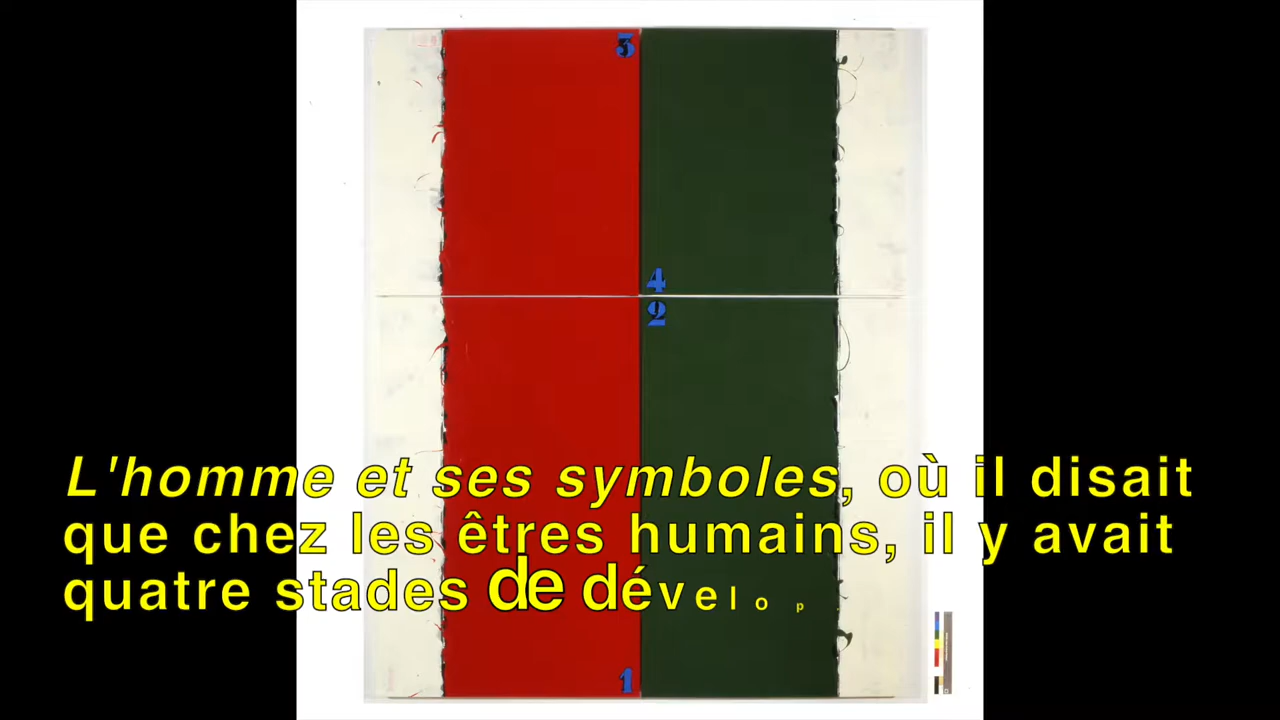 3
4
2
L'homme et ses symboles, où il disait
que chez les êtres humains, il y avait
quatre stades de dévelop
1